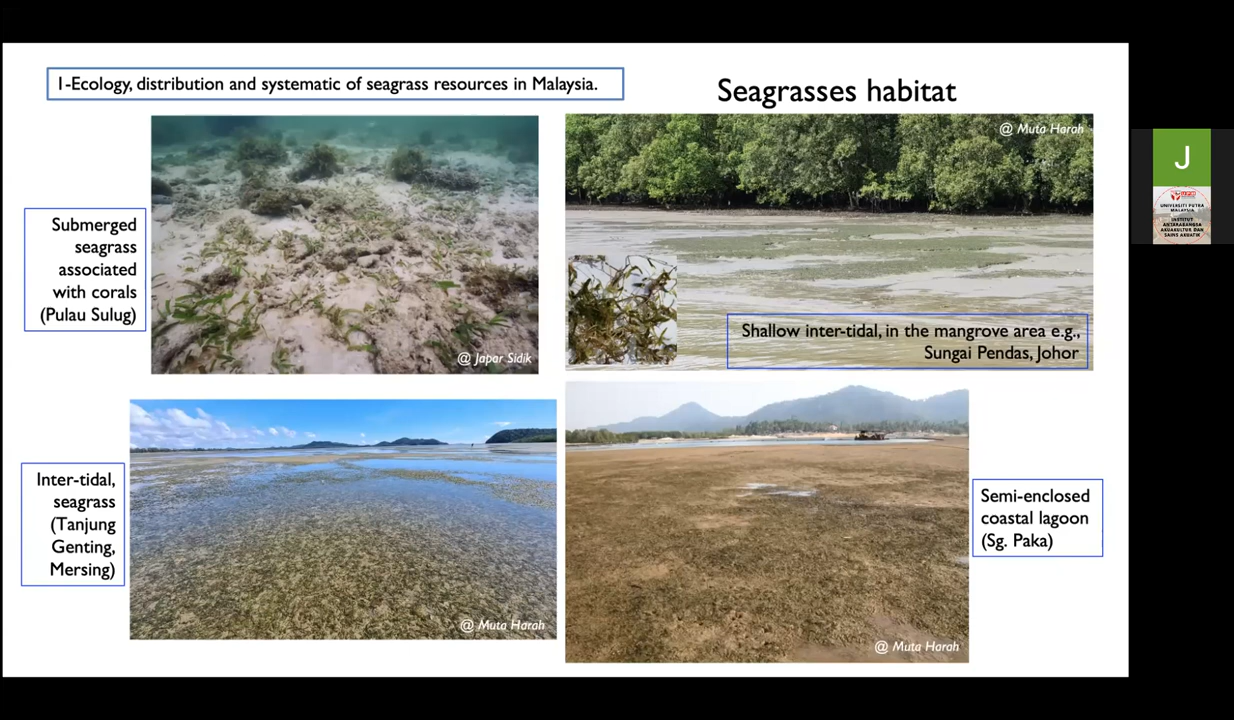 1-Ecology, distribution and systematic of seagrass resources in Malaysia.
Seagrasses habitat
Submerged
seagrass
associated
with corals
(Pulau Sulug)
@ Japar Sidik
@ Muta Harah
Shallow inter-tidal, in the mangrove area e.g.,
Sungai Pendas, Johor
Inter-tidal,
seagrass
(Tanjung
Genting,
Mersing)
@ Muta Harah
Semi-enclosed
coastal lagoon
(Sg. Paka)
@ Muta Harah
J
UNIVERSITI PUTRA
MALAYSIA
INSTITUT
ANTARABANGSA
AKUAKULTUR DAN
SAINS AKUATIK